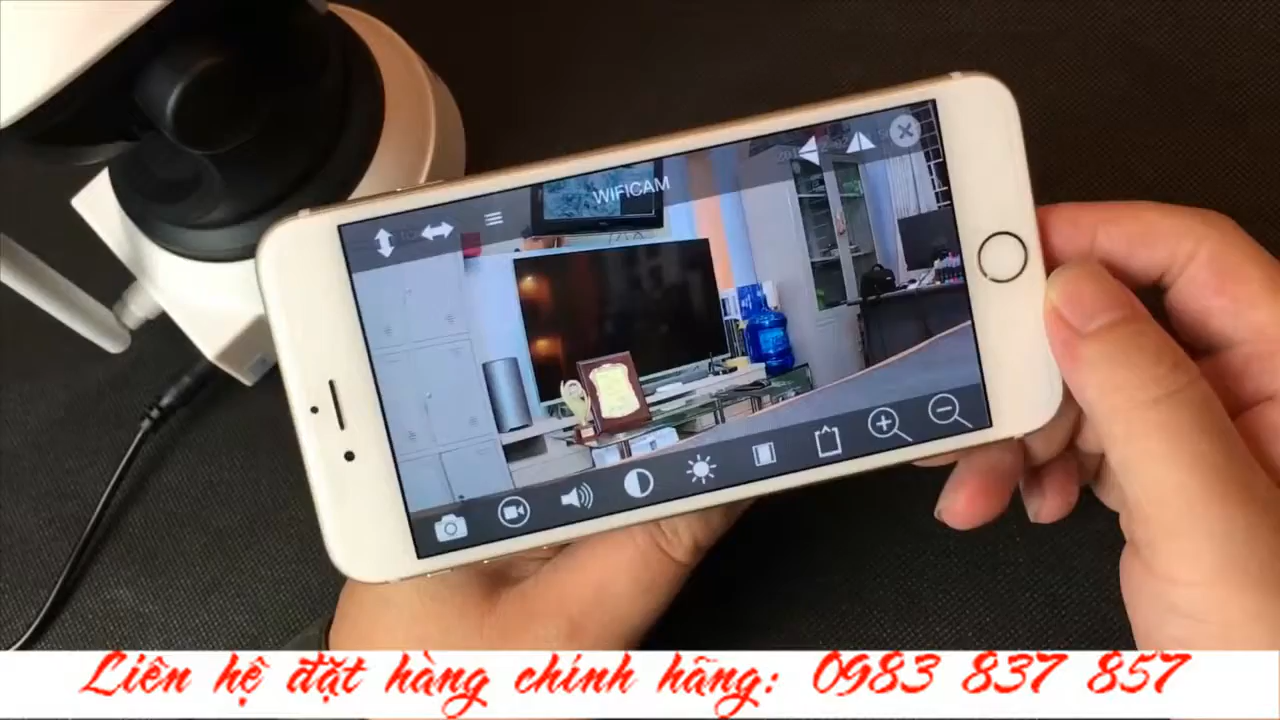 WIFICAM
Liên hệ đặt hàng chính hãng: 0983 837 857